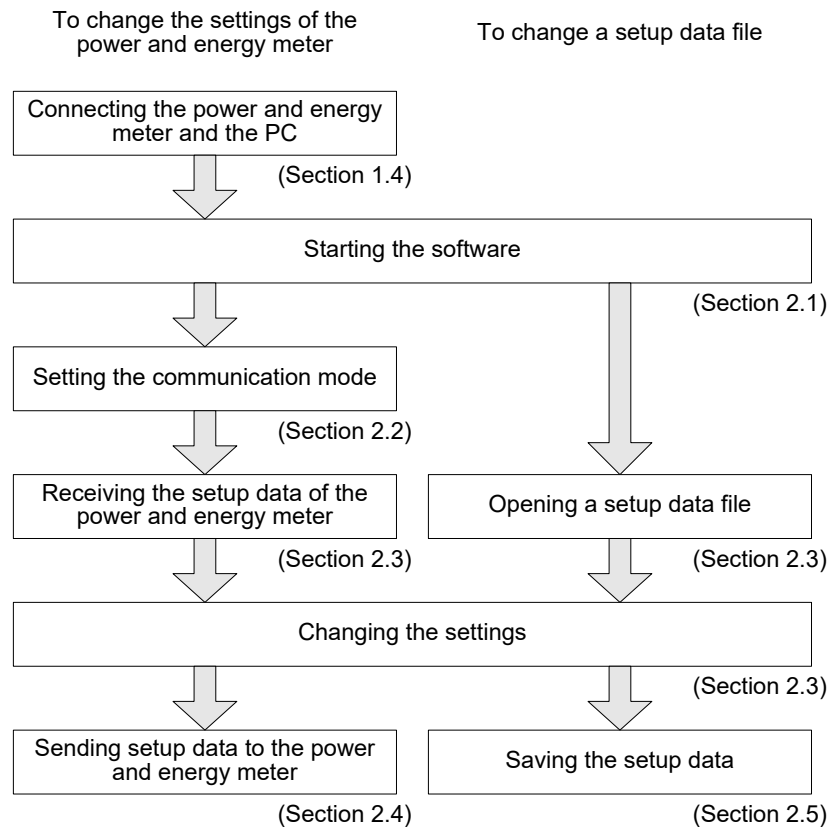 To change the settings of the
power and energy meter
To change a setup data file
Connecting the power and energy
meter and the PC
(Section 1.4)
Starting the software
(Section 2.1)
Setting the communication mode
(Section 2.2)
Receiving the setup data of the
power and energy meter
Opening a setup data file
(Section 2.3)
(Section 2.3)
Changing the settings
(Section 2.3)
Sending setup data to the power
and energy meter
Saving the setup data
(Section 2.4)
(Section 2.5)